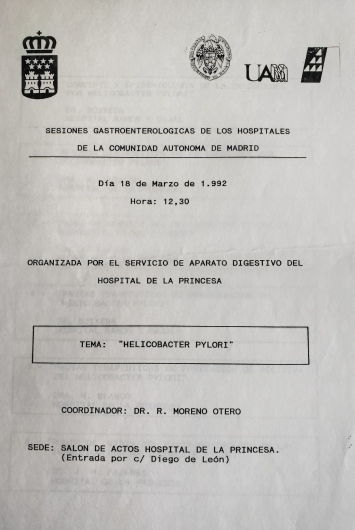 UAM
SESIONES GASTROENTEROLOGICAS DE LOS HOSPITALES
DE LA COMUNIDAD AUTONOMA DE MADRID
Día 18 de Marzo de 1.992
Hora: 12,30
ORGANIZADA POR EL SERVICIO DE APARATO DIGESTIVO DEL
HOSPITAL DE LA PRINCESA
TEMA: "HELICOBACTER PYLORI"
COORDINADOR: DR. R. MORENO OTERO
SEDE: SALON DE ACTOS HOSPITAL DE LA PRINCESA.
(Entrada por c/ Diego de León)